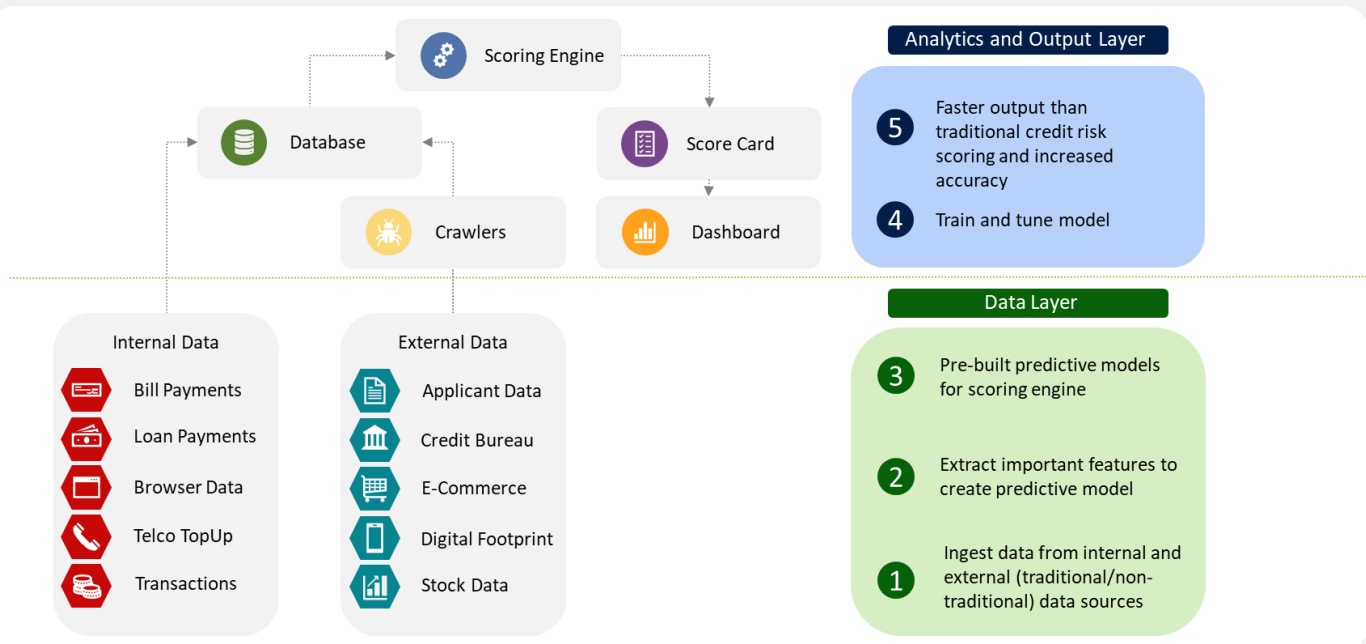 Scoring Engine
Database
Crawlers
Score Card
Dashboard
Analytics and Output Layer
5
Faster output than
traditional credit risk
scoring and increased
accuracy
4
Train and tune model
Internal Data
Bill Payments
Loan Payments
Browser Data
Telco TopUp
Transactions
External Data
Applicant Data
Credit Bureau
E-Commerce
Digital Footprint
Stock Data
Data Layer
3
Pre-built predictive models
for scoring engine
2
Extract important features to
create predictive model
1
Ingest data from internal and
external (traditional/non-
traditional) data sources